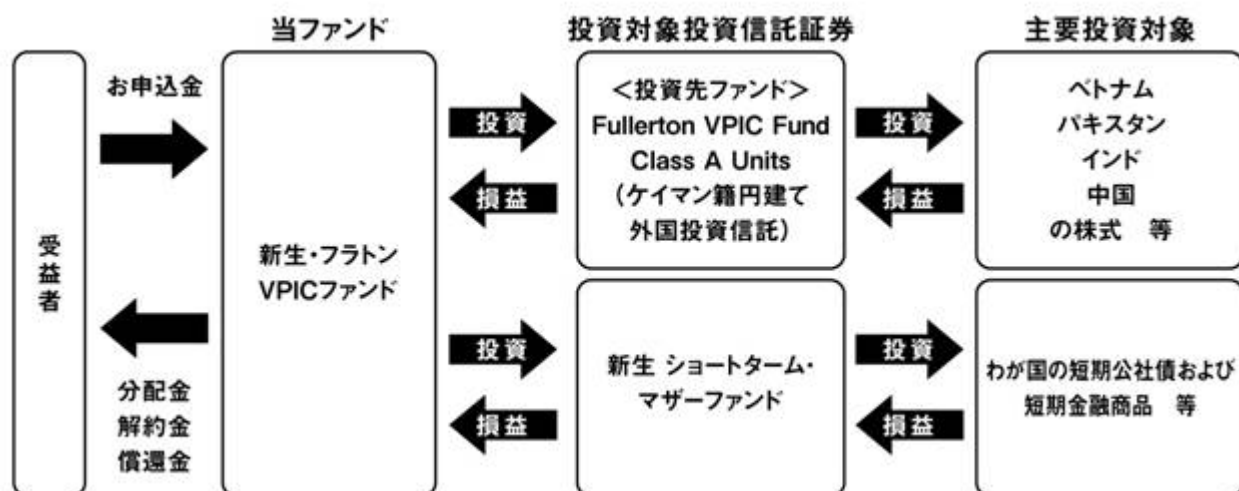 当ファンド
投資対象投資信託証券
主要投資対象
受益者
お申込金
分配金
解約金
償還金
新生・フラトン
VPICファンド
投資
損益
<投資先ファンド>
Fullerton VPIC Fund
Class A Units
(ケイマン籍円建て
外国投資信託)
投資
損益
ベトナム
パキスタン
インド
中国
の株式 等
投資
損益
新生 ショートターム・
マザーファンド
投資
損益
わが国の短期公社債および
短期金融商品 等